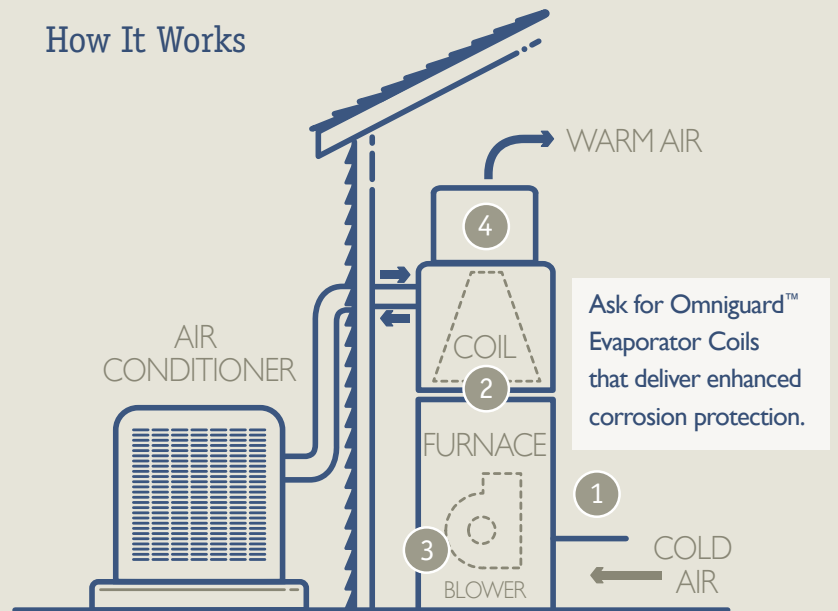 How It Works
WARM AIR
4
Ask for Omniguard™
Evaporator Coils
that deliver enhanced
corrosion protection.
AIR
CONDITIONER
COIL
2
FURNACE
1
3
COLD
AIR
BLOWER